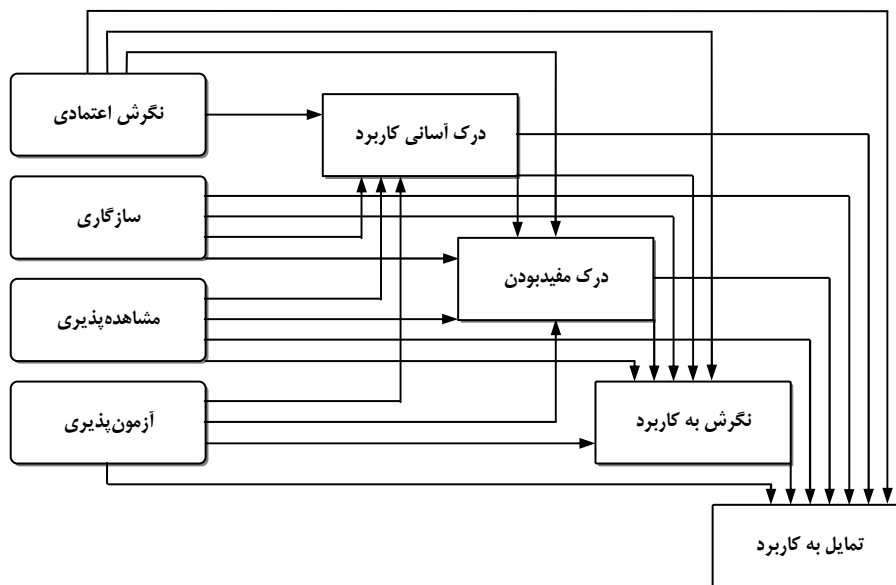 نگرش اعتمادی
درک آسانی کاربرد
سازگاری
درک مفیدبودن
مشاهده‌پذیری
نگرش به کاربرد
آزمون‌پذیری
تمایل به کاربرد